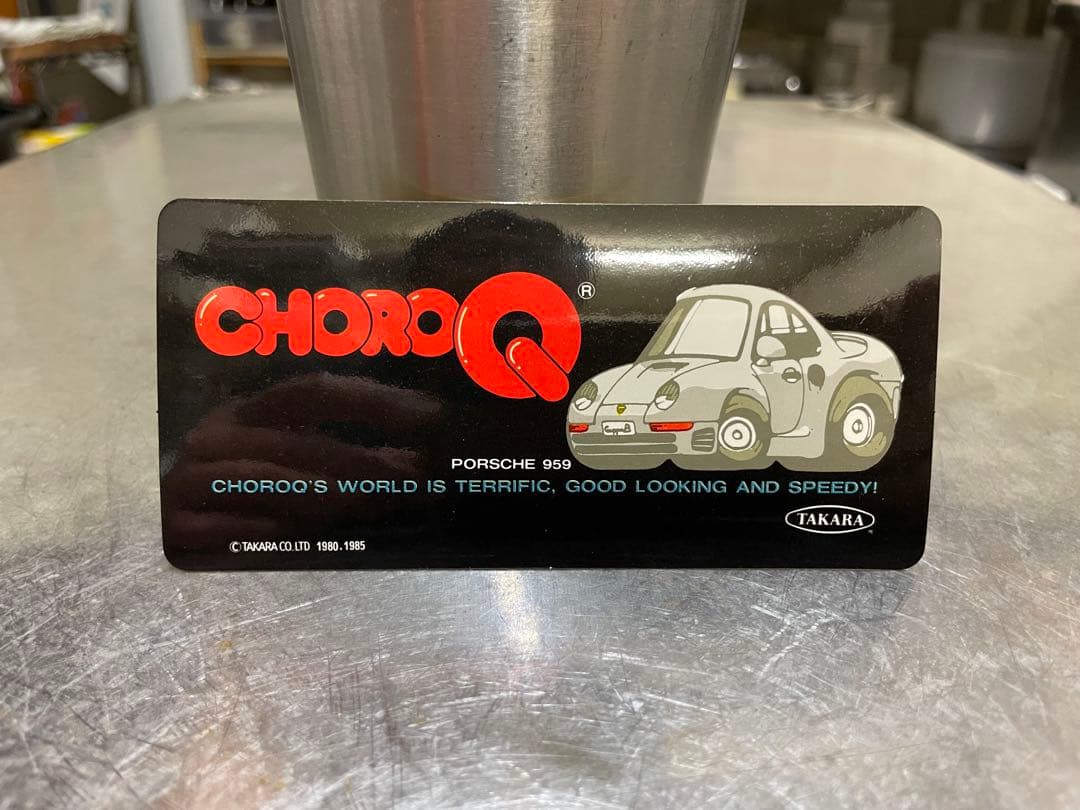 CHOROQ®
PORSCHE 959
CHOROQ'S WORLD IS TERRIFIC, GOOD LOOKING AND SPEEDY!
TAKARA
© TAKARA CO. LTD 1980, 1985